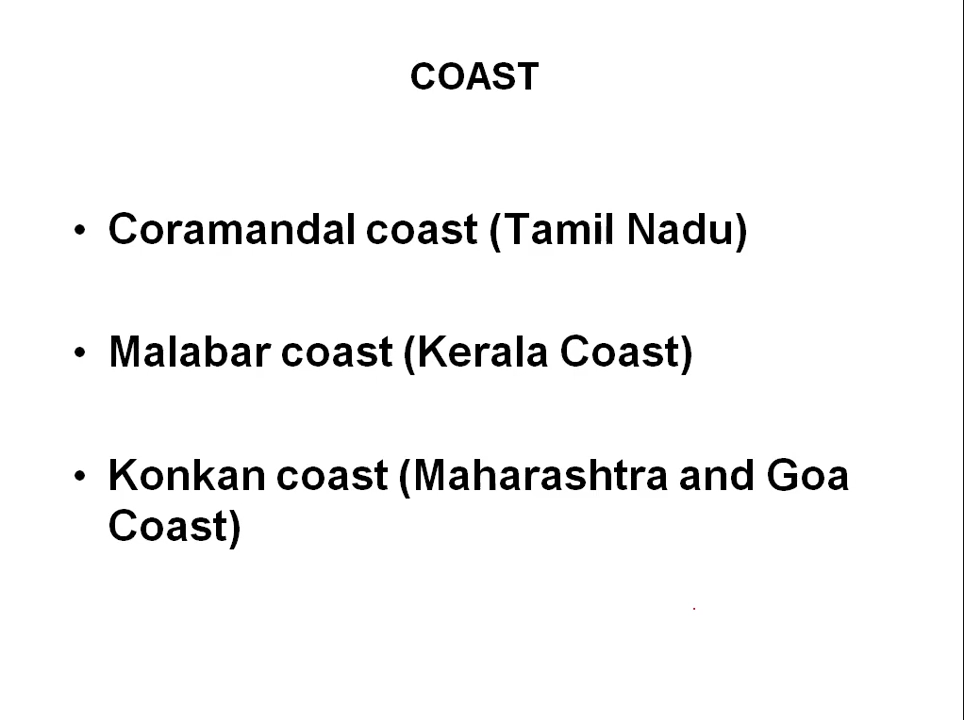 COAST
• Coramandal coast (Tamil Nadu)
• Malabar coast (Kerala Coast)
• Konkan coast (Maharashtra and Goa
Coast)